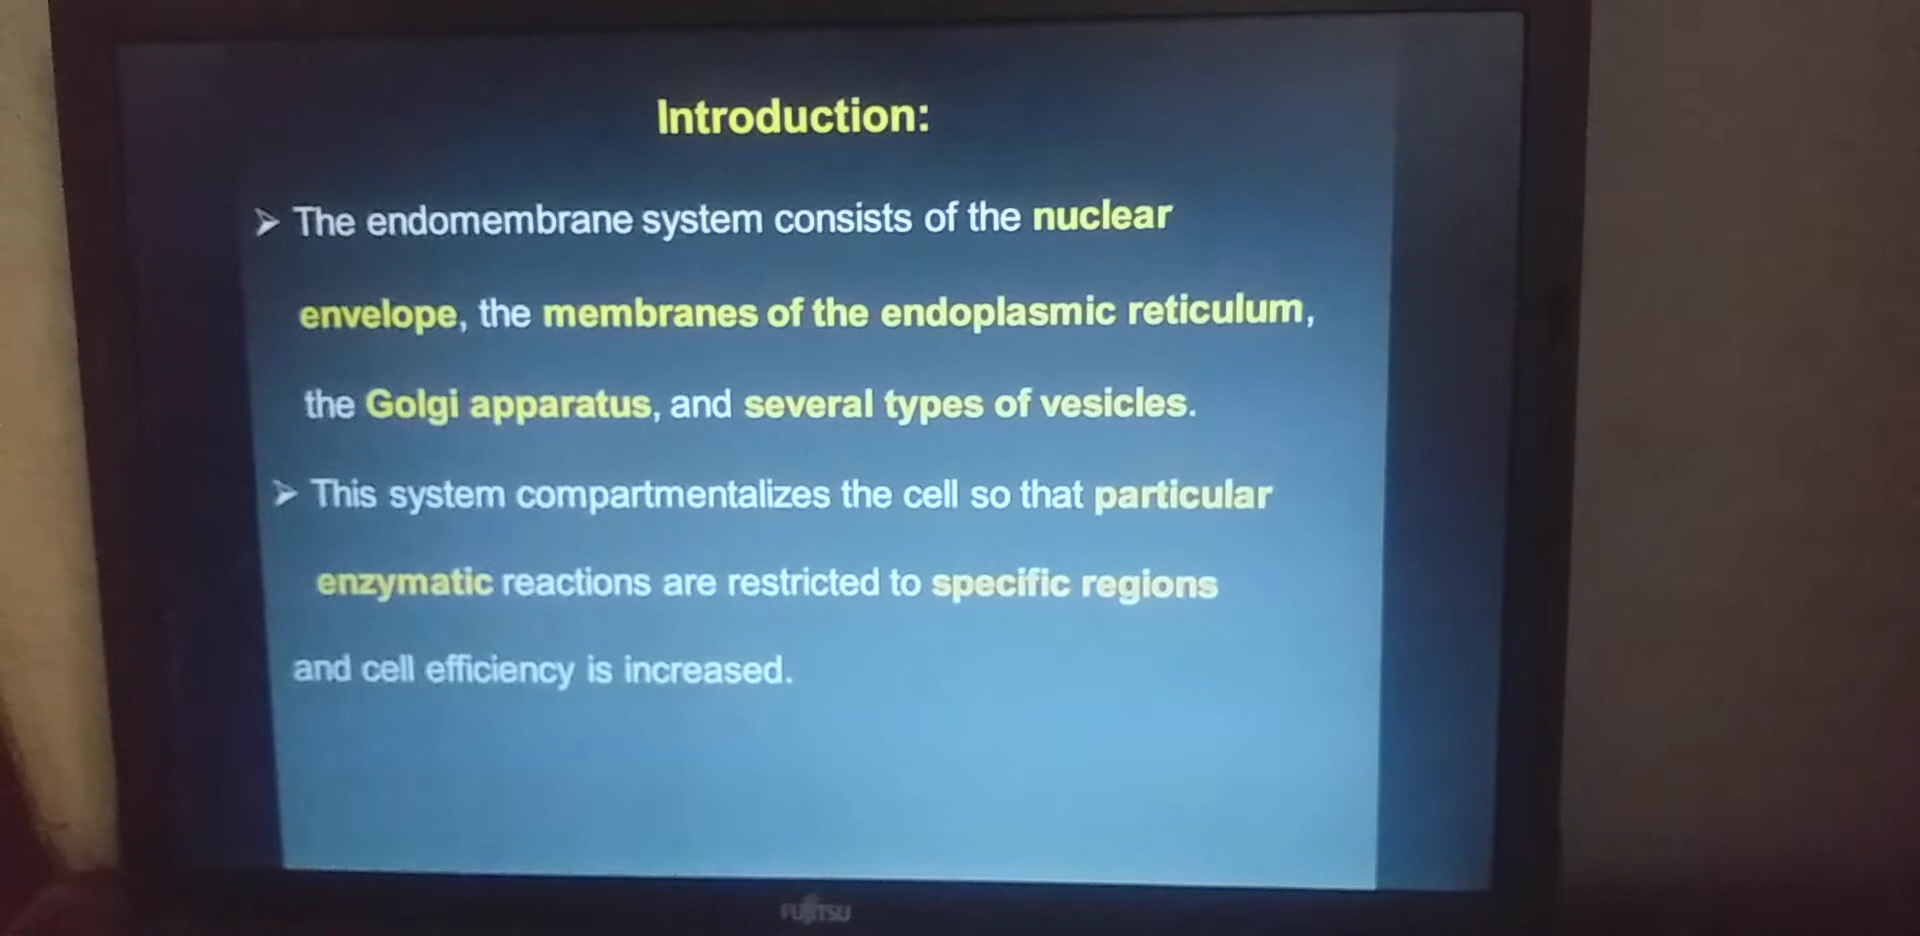 Introduction:
➢ The endomembrane system consists of the nuclear
envelope, the membranes of the endoplasmic reticulum,
the Golgi apparatus, and several types of vesicles.
➢ This system compartmentalizes the cell so that particular
enzymatic reactions are restricted to specific regions
and cell efficiency is increased.
FUJITSU